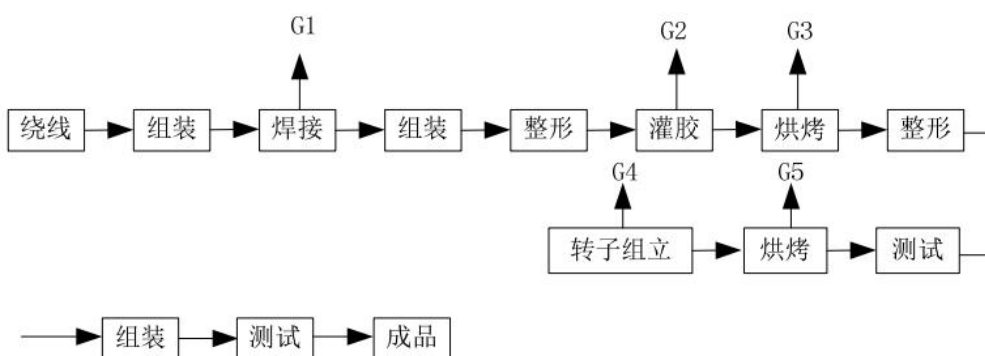 G1 G2 G3
绕线 组装 焊接 组装 整形 灌胶 烘烤 整形
G4 G5
转子组立 烘烤 测试
组装 测试 成品